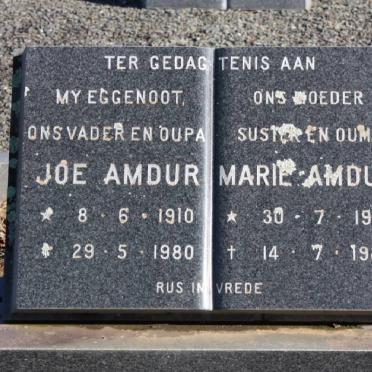 TER GEDAGTENIS AAN
MY EGGENOOT,
ONS VADER EN OUPA
JOE AMDUR
★ 8 · 6 · 1910
29 · 5 · 1980
ONS MOEDER
SUSTER EN OUM
MARIE AMDU
★ 30 · 7 · 19
† 14 · 7 · 19
RUS IN VREDE